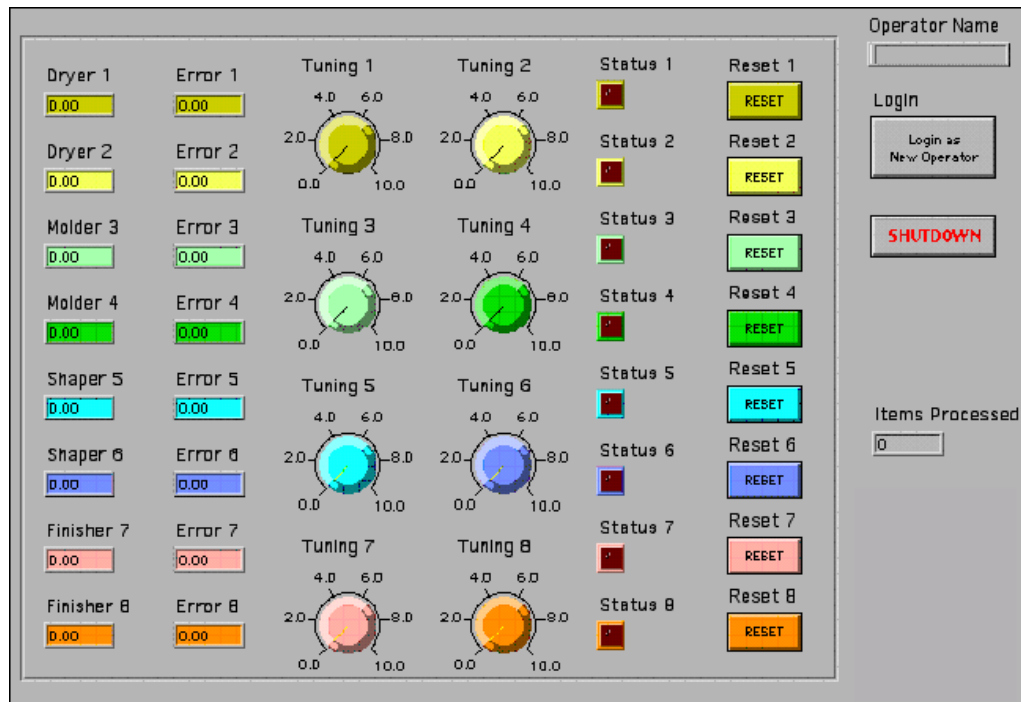 Operator Name
Dryer 1 Error 1 Tuning 1 Tuning 2 Status 1 Reset 1
0.00 0.00 RESET
4.0 6.0 4.0 6.0
Login
Login as
New Operator
2.0 8.0 2.0 8.0
Dryer 2 Error 2 Status 2 Reset 2
0.00 0.00 RESET
0.0 10.0 0.0 10.0
Molder 3 Error 3 Tuning 3 Tuning 4 Status 3 Reset 3
SHUTDOWN
0.00 0.00 RESET
4.0 6.0 4.0 6.0
Molder 4 Error 4 Status 4 Reset 4
2.0 8.0 2.0 8.0
0.00 0.00 RESET
0.0 10.0 0.0 10.0
Shaper 5 Error 5 Tuning 5 Tuning 6 Status 5 Reset 5
0.00 0.00 RESET
4.0 6.0 4.0 6.0
Items Processed
0
Shaper 6 Error 6 Status 6 Reset 6
2.0 8.0 2.0 8.0
0.00 0.00 RESET
0.0 10.0 0.0 10.0
Finisher 7 Error 7 Tuning 7 Tuning 8 Status 7 Reset 7
0.00 0.00 RESET
4.0 6.0 4.0 6.0
Finisher 8 Error 8 Status 8 Reset 8
2.0 8.0 2.0 8.0
0.00 0.00 RESET
0.0 10.0 0.0 10.0